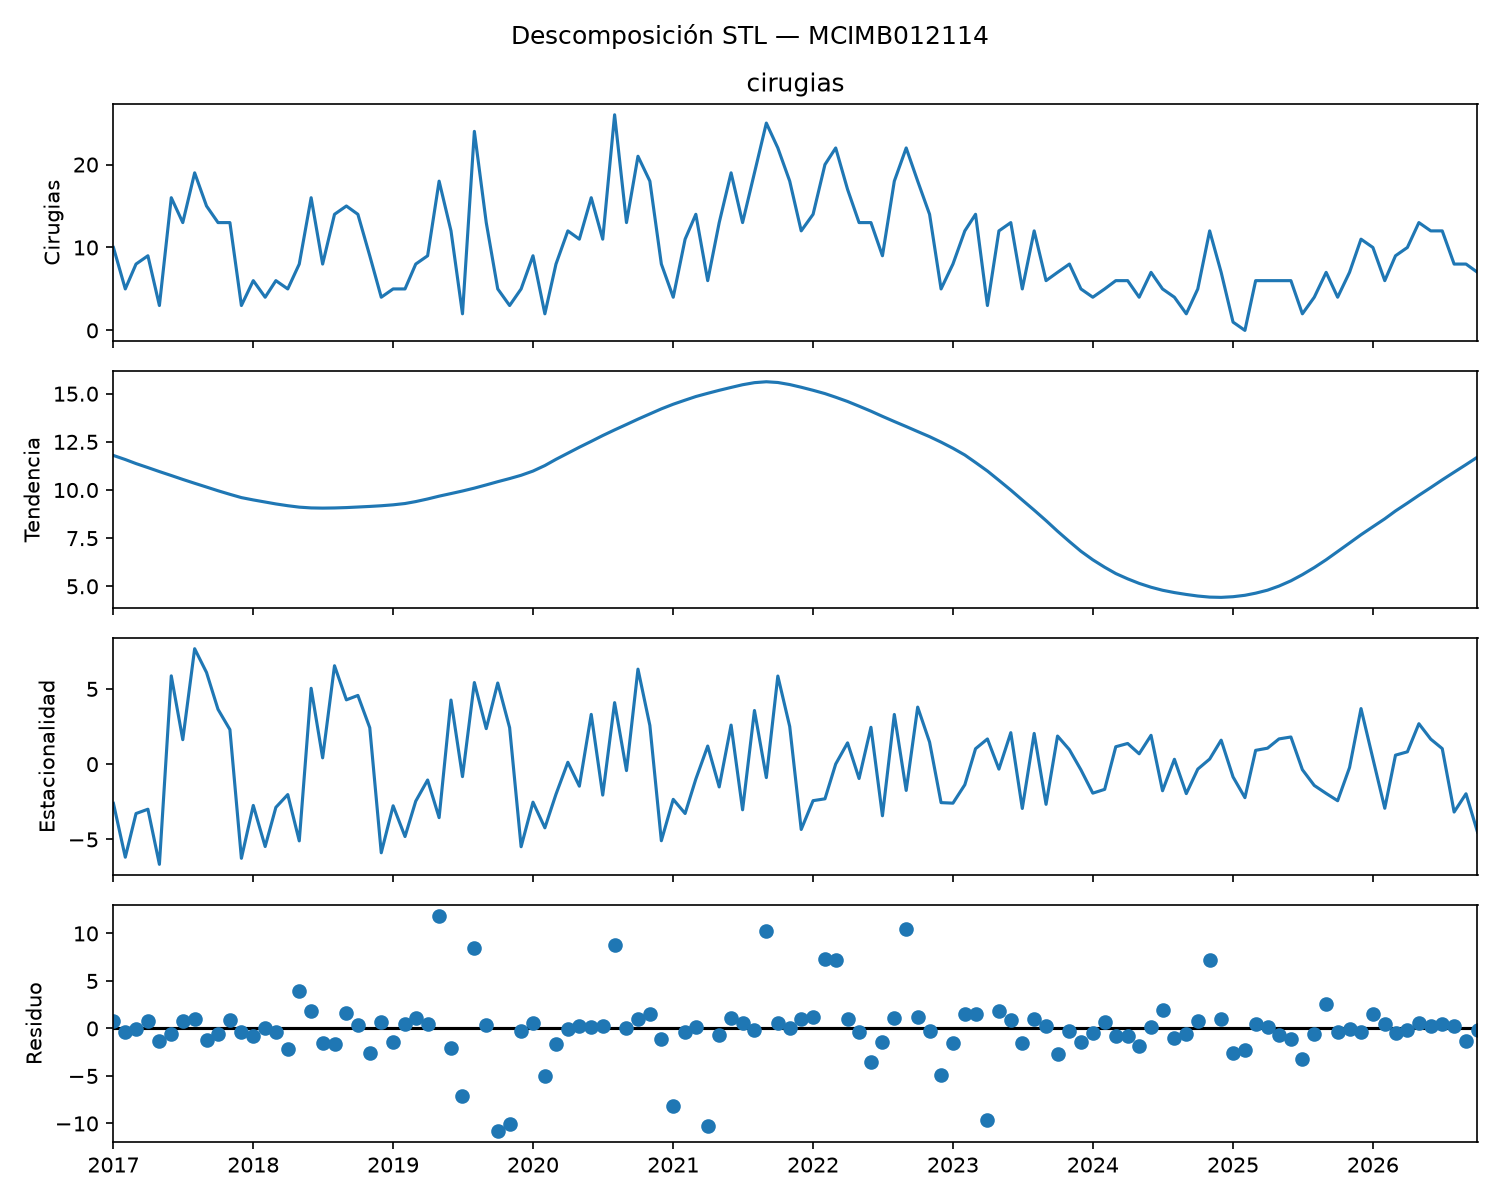 Descomposición STL — MCIMB012114
cirugias
Cirugias
20
10
0
Tendencia
15.0
12.5
10.0
7.5
5.0
Estacionalidad
5
0
−5
Residuo
10
5
0
−5
−10
2017 2018 2019 2020 2021 2022 2023 2024 2025 2026